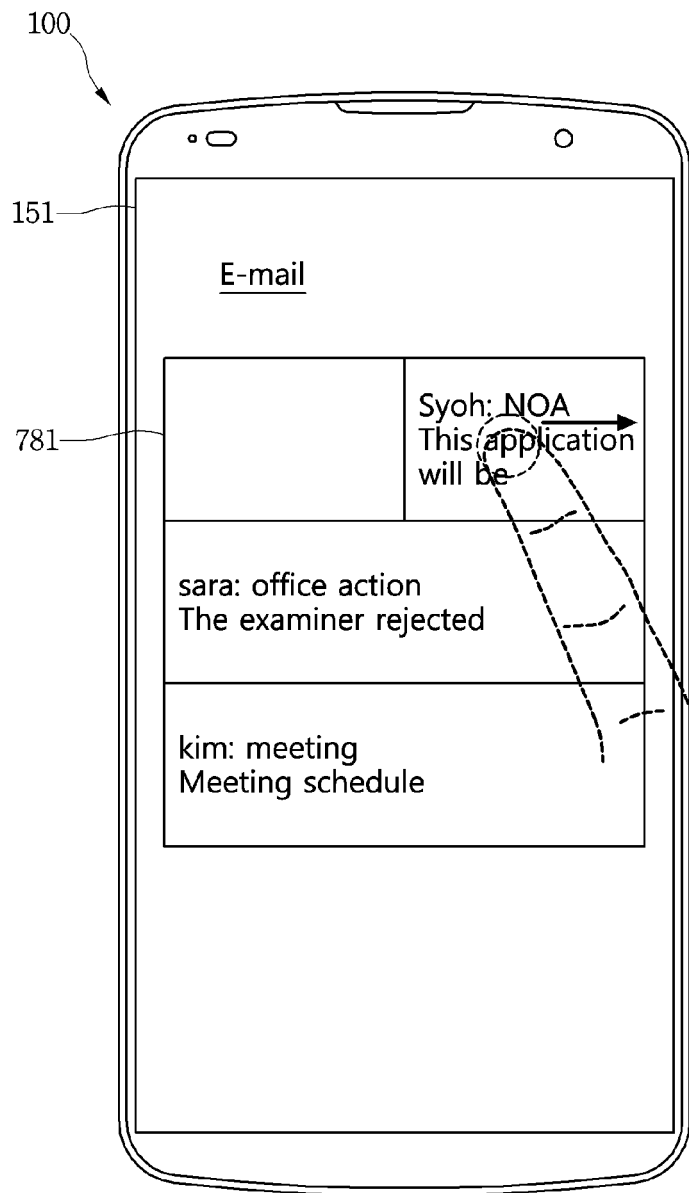 100
151
E-mail
781
Syoh: NOA
This application
will be
sara: office action
The examiner rejected
kim: meeting
Meeting schedule